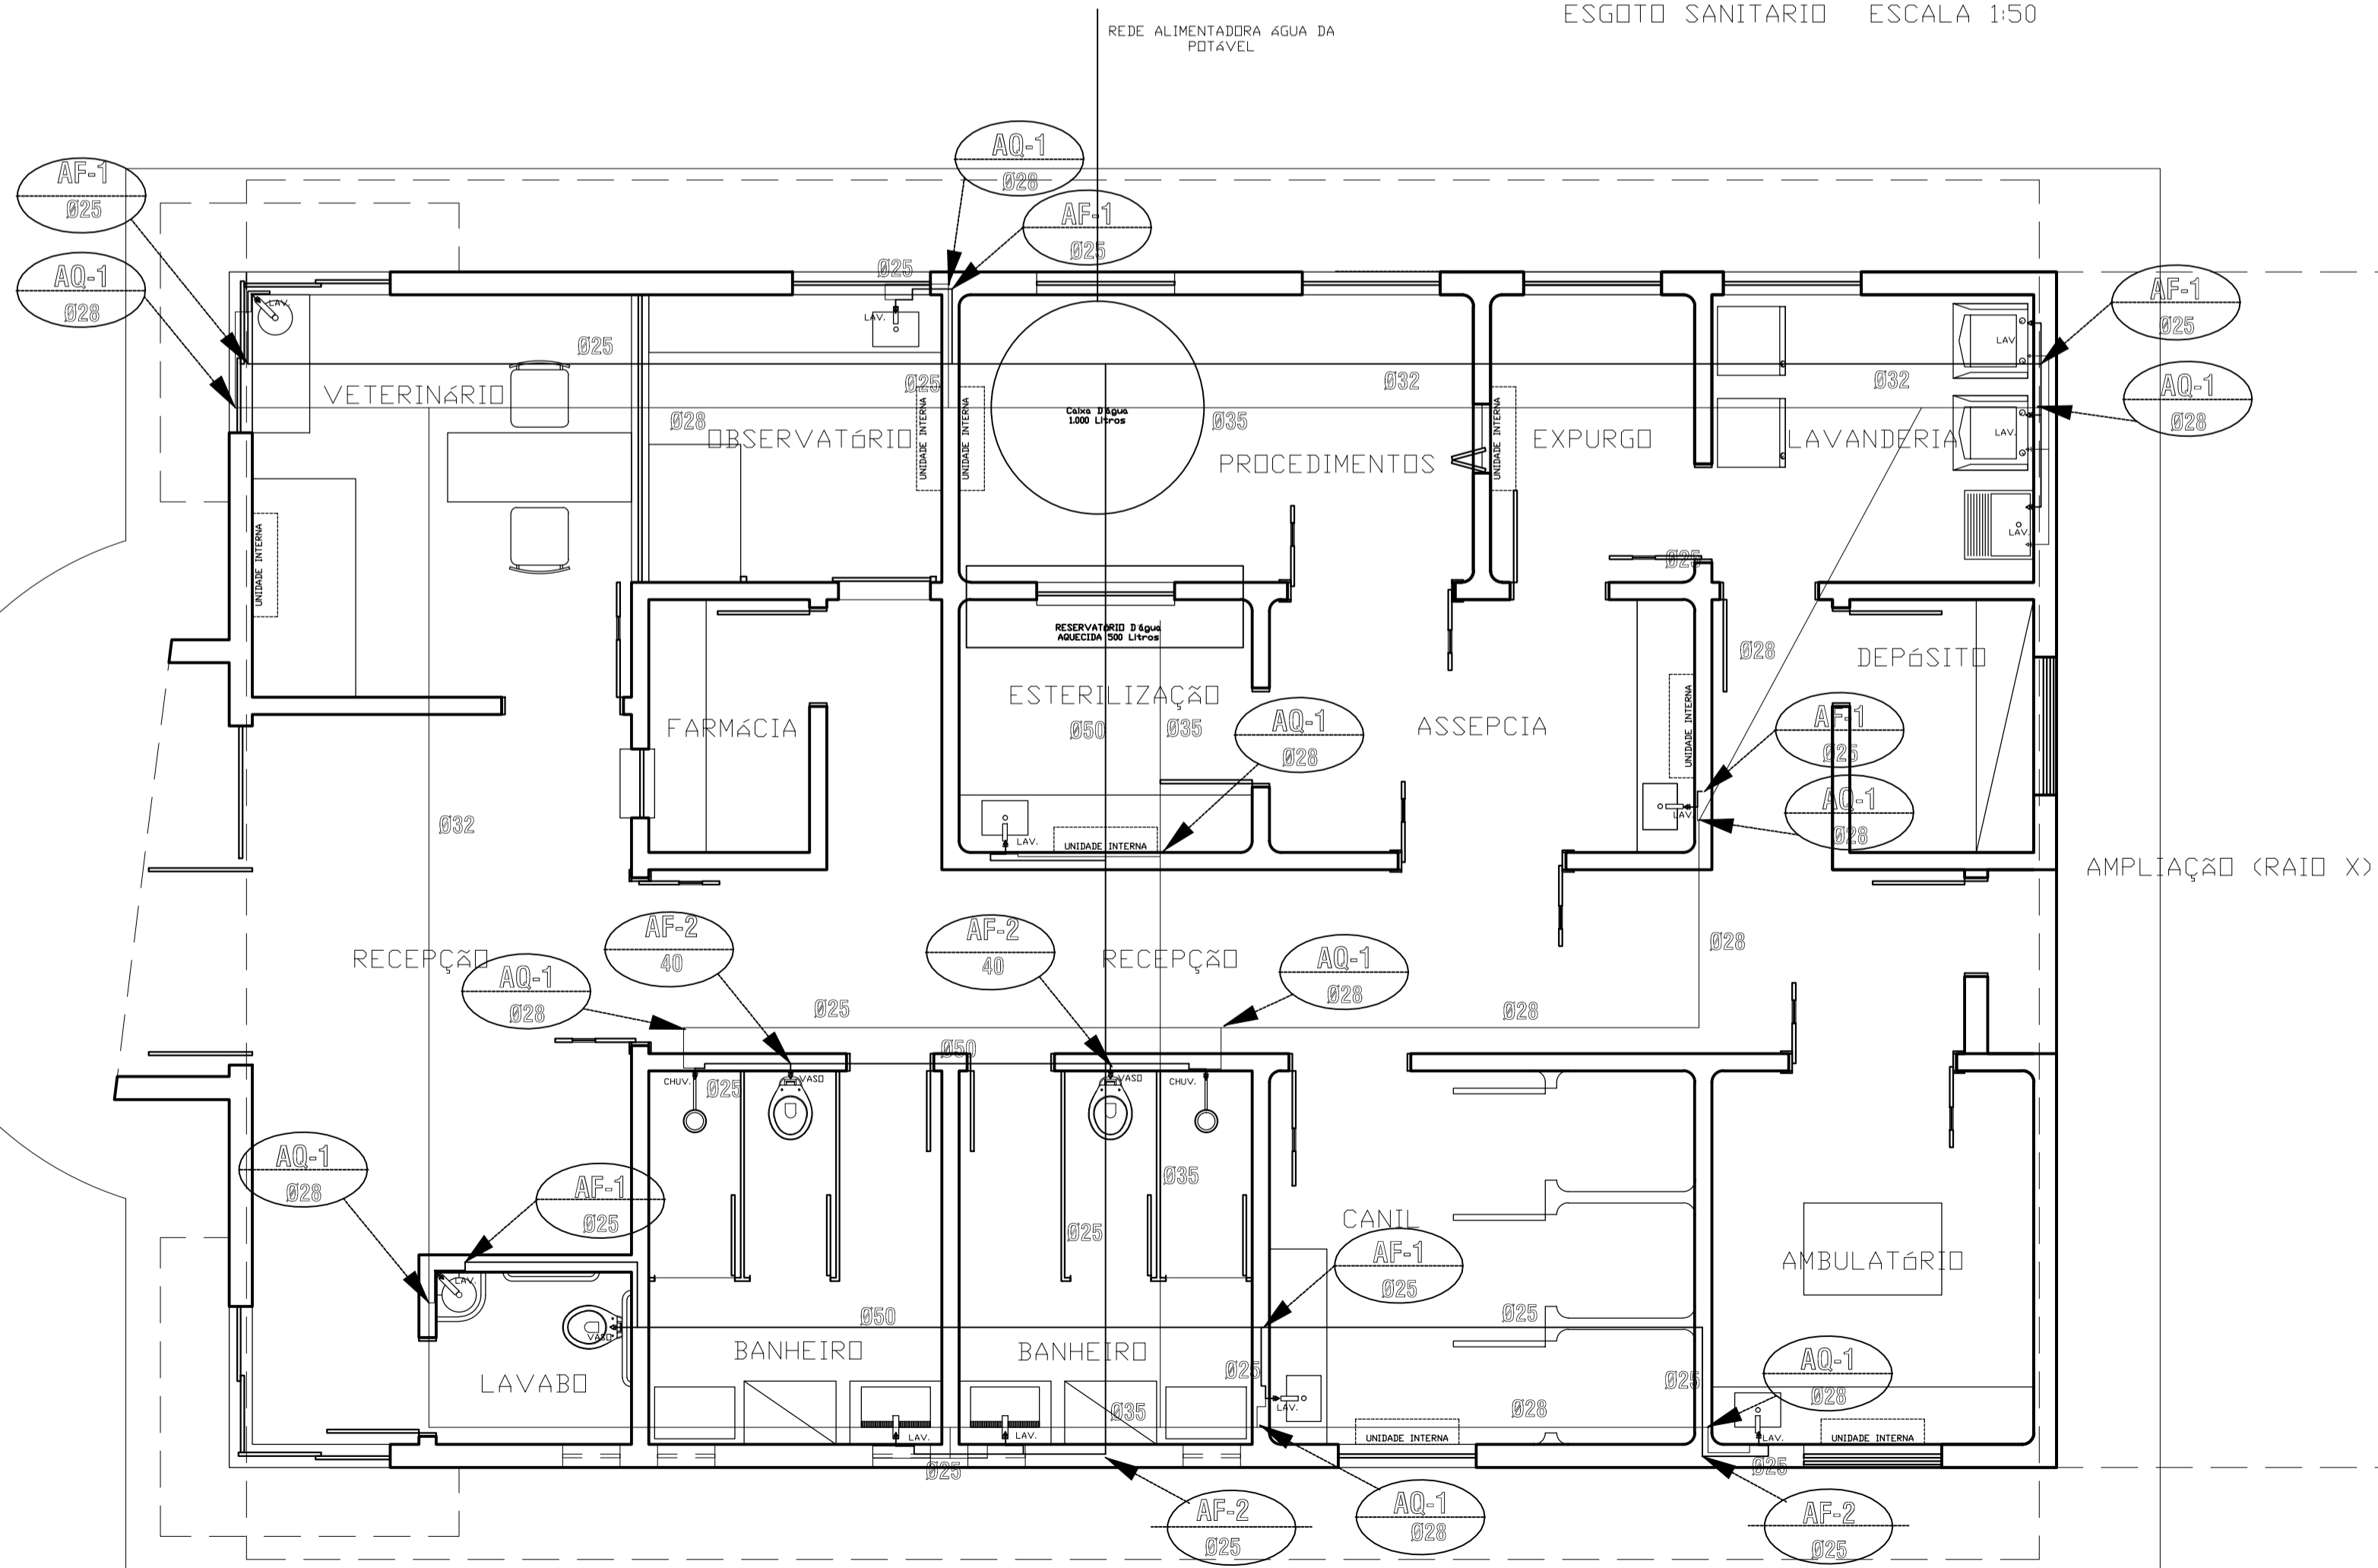 ESGOTO SANITARIO ESCALA 1:50
REDE ALIMENTADORA áGUA DA
POTáVEL
AQ-1
Ø28
AF-1
Ø25
AF-1
Ø25
AQ-1
Ø28
Ø25
AF-1
Ø25
AQ-1
Ø28
LAV.
LAV.
LAV
Ø25
Ø25
Ø32
Ø32
VETERINáRIO
Ø28
OBSERVATóRIO
UNIDADE INTERNA
UNIDADE INTERNA
Caixa D'água
1.000 Litros
Ø35
PROCEDIMENTOS
UNIDADE INTERNA
EXPURGO
LAVANDERIA
LAV.
LAV.
UNIDADE INTERNA
Ø25
RESERVATóRIO D'água
AQUECIDA 500 Litros
Ø28
DEPóSITO
ESTERILIZAÇÃO
Ø50
Ø35
FARMáCIA
AQ-1
Ø28
ASSEPCIA
UNIDADE INTERNA
AF-1
Ø25
AQ-1
Ø28
LAV.
LAV.
UNIDADE INTERNA
Ø32
AMPLIAÇÃO (RAIO X)
RECEPÇÃO
AF-2
40
AF-2
40
RECEPÇÃO
AQ-1
Ø28
AQ-1
Ø28
Ø28
Ø25
Ø28
Ø50
CHUV.
Ø25
VASO
VASO
CHUV.
AQ-1
Ø28
AF-1
Ø25
Ø35
Ø25
CANIL
AF-1
Ø25
AMBULATóRIO
LAV.
VASO
Ø50
Ø25
LAVABO
BANHEIRO
BANHEIRO
Ø25
Ø25
AQ-1
Ø28
Ø35
LAV.
Ø28
LAV.
LAV.
UNIDADE INTERNA
LAV.
UNIDADE INTERNA
Ø25
Ø25
AF-2
Ø25
AQ-1
Ø28
AF-2
Ø25